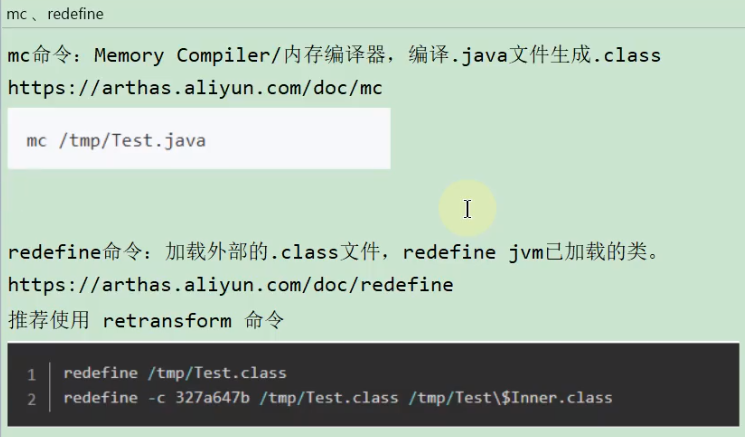 mc 、redefine
mc命令：Memory Compiler/内存编译器，编译.java文件生成.class
https://arthas.aliyun.com/doc/mc
mc /tmp/Test.java
redefine命令：加载外部的.class文件，redefine jvm已加载的类。
https://arthas.aliyun.com/doc/redefine
推荐使用 retransform 命令
1 redefine /tmp/Test.class
2 redefine -c 327a647b /tmp/Test.class /tmp/Test\$Inner.class